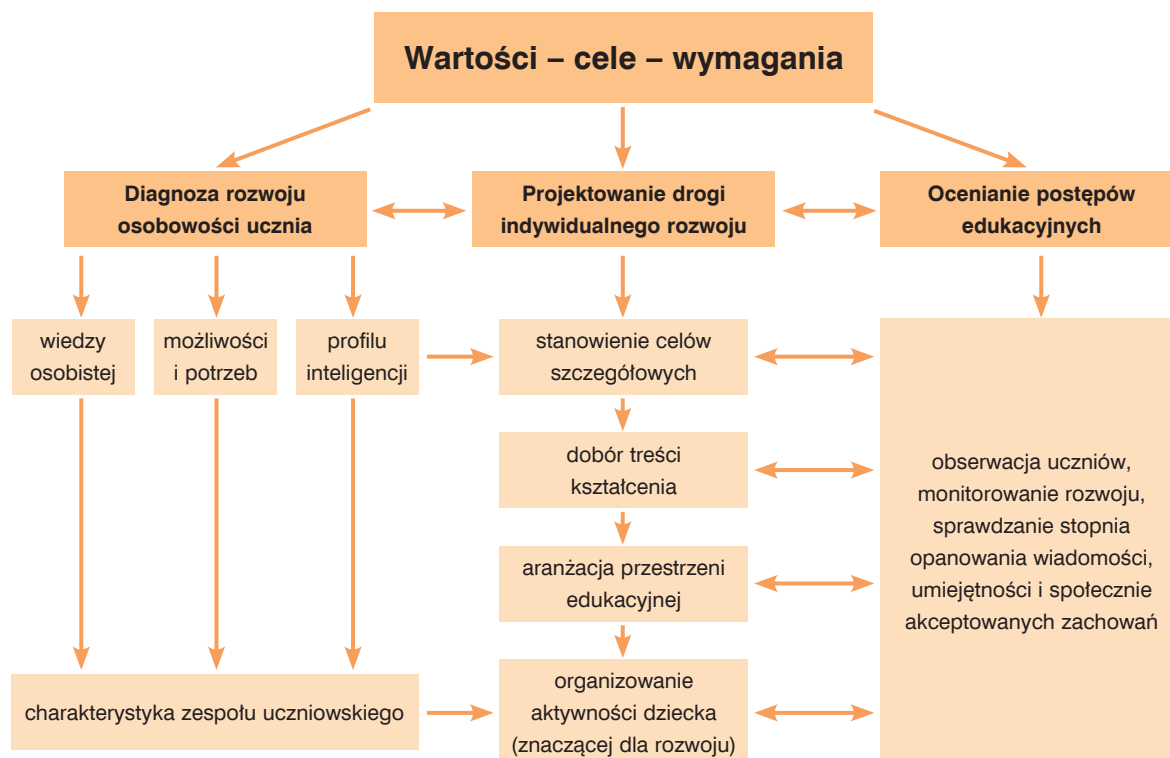 Wartości – cele – wymagania
Diagnoza rozwoju
osobowości ucznia
Projektowanie drogi
indywidualnego rozwoju
Ocenianie postępów
edukacyjnych
wiedzy
osobistej
możliwości
i potrzeb
profilu
inteligencji
stanowienie celów
szczegółowych
dobór treści
kształcenia
aranżacja przestrzeni
edukacyjnej
charakterystyka zespołu uczniowskiego
organizowanie
aktywności dziecka
(znaczącej dla rozwoju)
obserwacja uczniów,
monitorowanie rozwoju,
sprawdzanie stopnia
opanowania wiadomości,
umiejętności i społecznie
akceptowanych zachowań